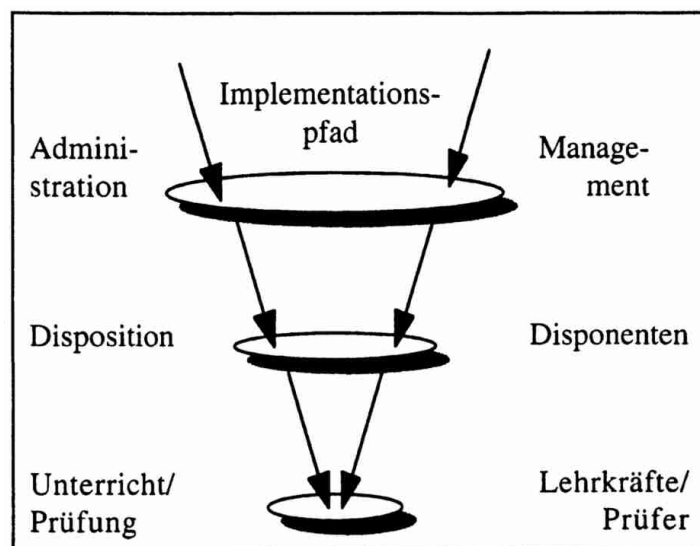 Implementations-
pfad
Admini-
stration
Manage-
ment
Disposition
Disponenten
Unterricht/
Prüfung
Lehrkräfte/
Prüfer